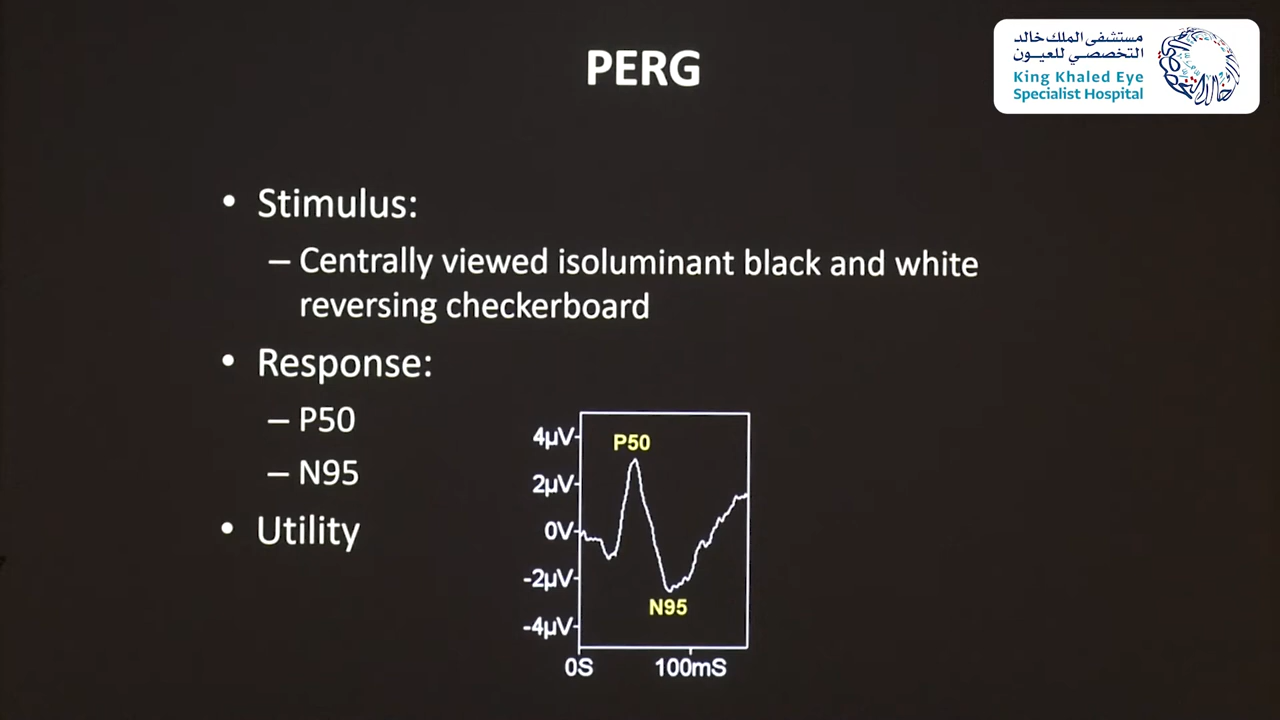 PERG
مستشفى الملك خالد
التخصصي للعيون
King Khaled Eye
Specialist Hospital
• Stimulus:
– Centrally viewed isoluminant black and white
reversing checkerboard
• Response:
– P50
– N95
• Utility
4µV
2µV
0V
-2µV
-4µV
P50
N95
0S
100mS